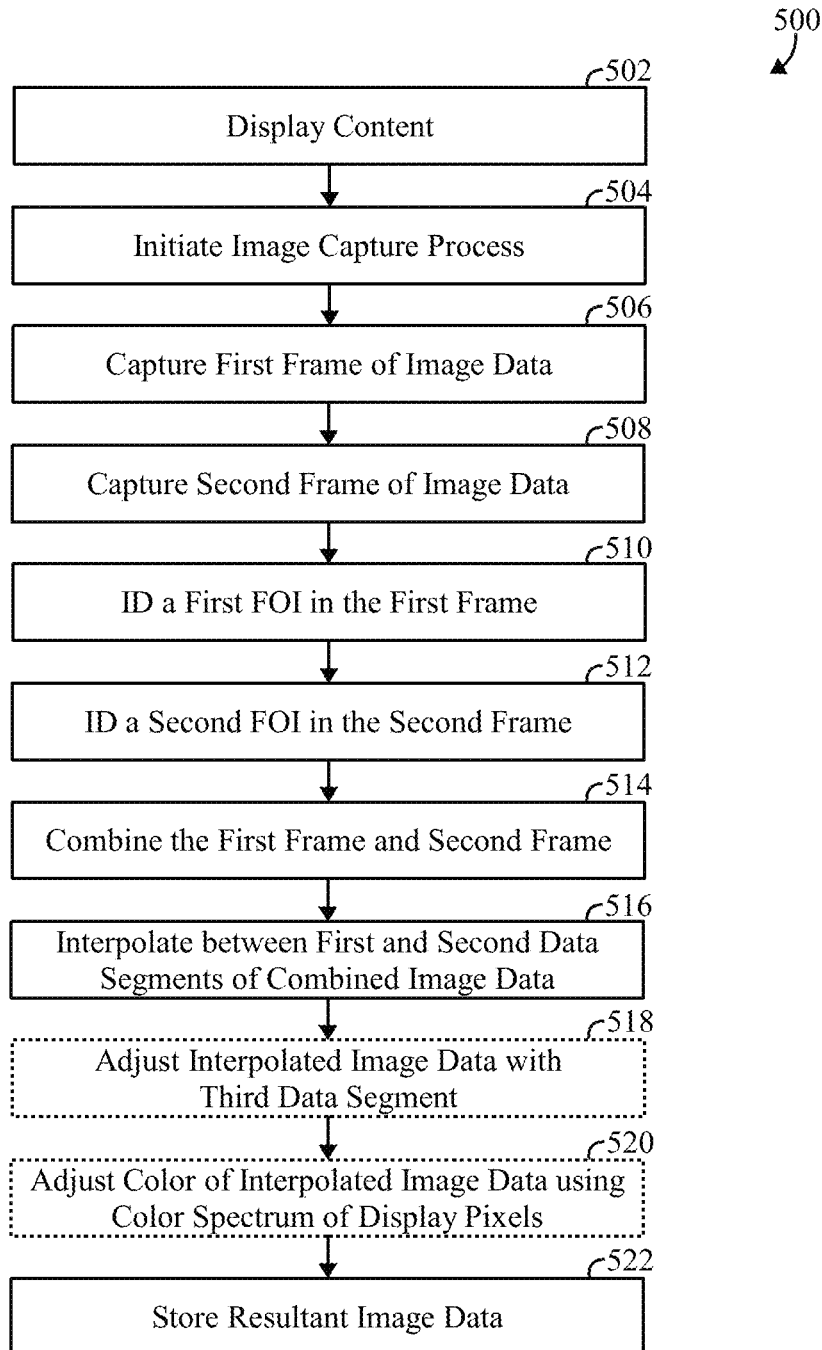 500
502
Display Content
504
Initiate Image Capture Process
506
Capture First Frame of Image Data
508
Capture Second Frame of Image Data
510
ID a First FOI in the First Frame
512
ID a Second FOI in the Second Frame
514
Combine the First Frame and Second Frame
516
Interpolate between First and Second Data
Segments of Combined Image Data
518
Adjust Interpolated Image Data with
Third Data Segment
520
Adjust Color of Interpolated Image Data using
Color Spectrum of Display Pixels
522
Store Resultant Image Data